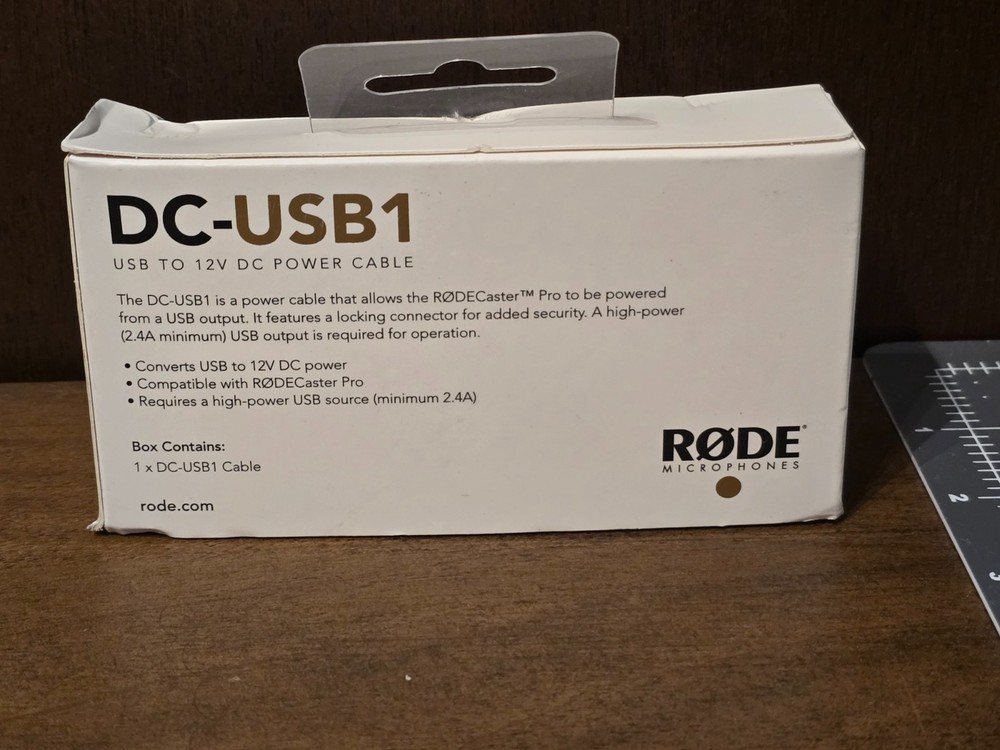 DC-USB1
USB TO 12V DC POWER CABLE
The DC-USB1 is a power cable that allows the RØDECaster™ Pro to be powered
from a USB output. It features a locking connector for added security. A high-power
(2.4A minimum) USB output is required for operation.
• Converts USB to 12V DC power
• Compatible with RØDECaster Pro
• Requires a high-power USB source (minimum 2.4A)
Box Contains:
1 x DC-USB1 Cable
rode.com
RØDE®
MICROPHONES
1
2
3